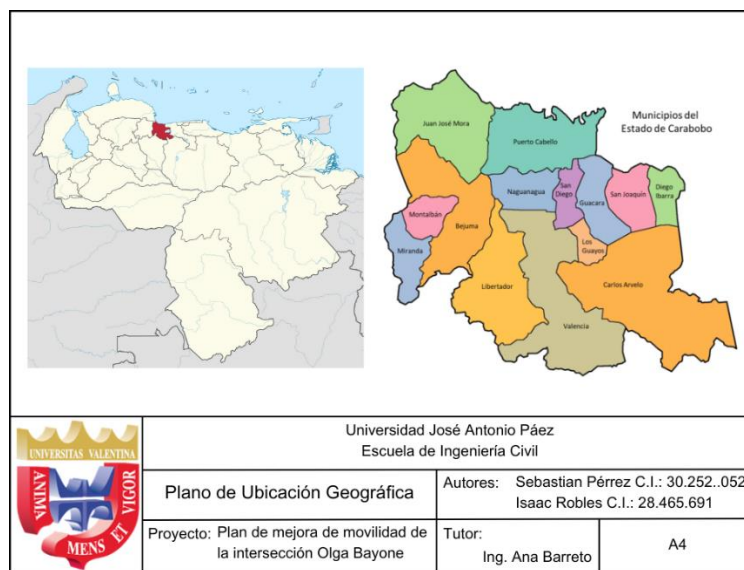 Municipios del
Estado de Carabobo
Juan José Mora
Puerto Cabello
Naguanagua
San
Diego
Guacara
San Joaquín
Diego
Ibarra
Montalbán
Bejuma
Miranda
Los
Guayos
Libertador
Carlos Arvelo
Valencia
UNIVERSITAS VALENTINA
ANIMA
MENS ET VIGOR
Universidad José Antonio Páez
Escuela de Ingeniería Civil
Plano de Ubicación Geográfica
Autores: Sebastian Pérrez C.I.: 30.252..052
Isaac Robles C.I.: 28.465.691
Proyecto: Plan de mejora de movilidad de
la intersección Olga Bayone
Tutor:
Ing. Ana Barreto
A4